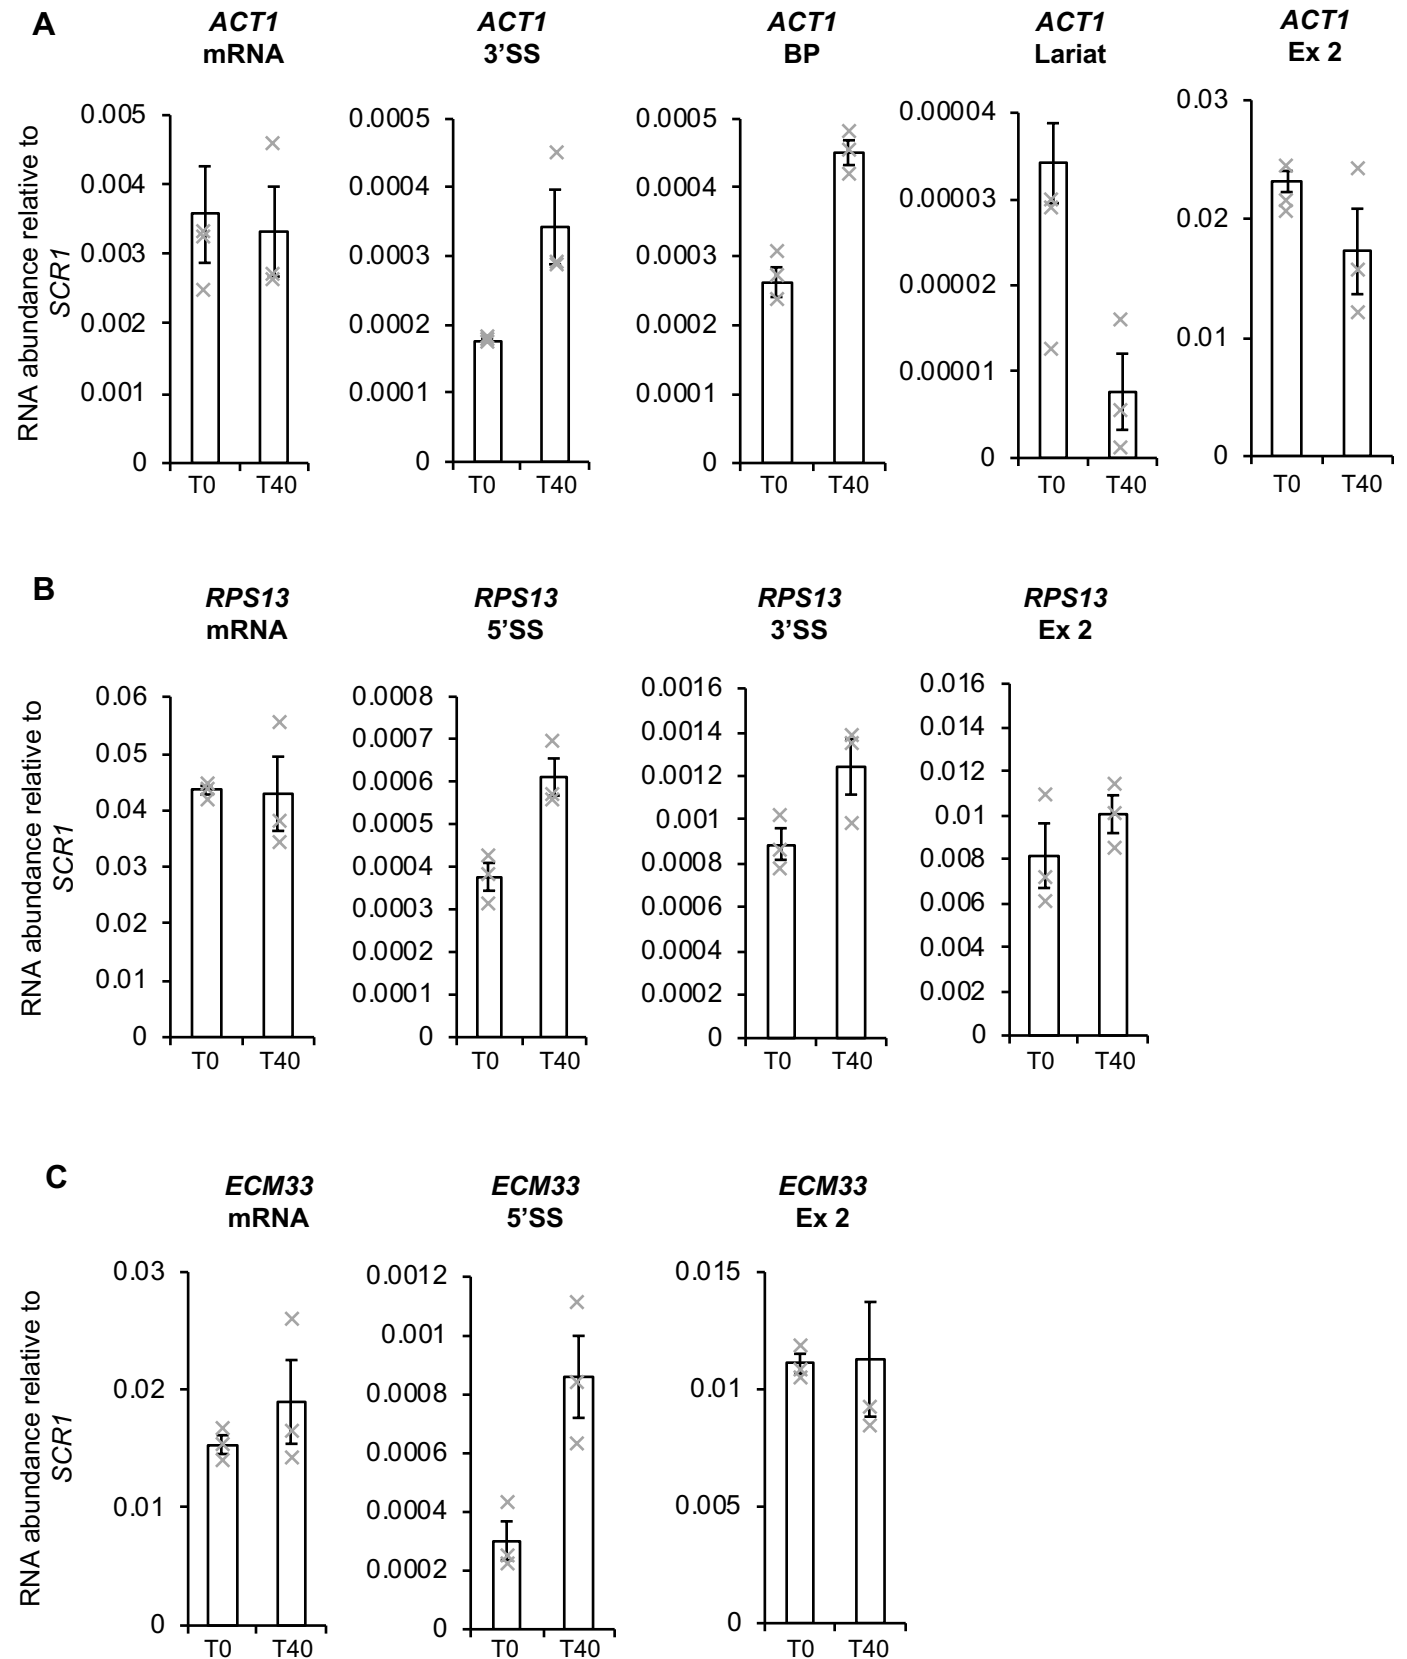 A
ACT1
mRNA
ACT1
3’SS
ACT1
BP
ACT1
Lariat
ACT1
Ex 2
RNA abundance relative to
SCR1
0.005
0.004
0.003
0.002
0.001
0
T0 T40
0.0005
0.0004
0.0003
0.0002
0.0001
0
T0 T40
0.0005
0.0004
0.0003
0.0002
0.0001
0
T0 T40
0.00004
0.00003
0.00002
0.00001
0
T0 T40
0.03
0.02
0.01
0
T0 T40
B
RPS13
mRNA
RPS13
5’SS
RPS13
3’SS
RPS13
Ex 2
RNA abundance relative to
SCR1
0.06
0.05
0.04
0.03
0.02
0.01
0
T0 T40
0.0008
0.0007
0.0006
0.0005
0.0004
0.0003
0.0002
0.0001
0
T0 T40
0.0016
0.0014
0.0012
0.001
0.0008
0.0006
0.0004
0.0002
0
T0 T40
0.016
0.014
0.012
0.01
0.008
0.006
0.004
0.002
0
T0 T40
C
ECM33
mRNA
ECM33
5’SS
ECM33
Ex 2
RNA abundance relative to
SCR1
0.03
0.02
0.01
0
T0 T40
0.0012
0.001
0.0008
0.0006
0.0004
0.0002
0
T0 T40
0.015
0.01
0.005
0
T0 T40